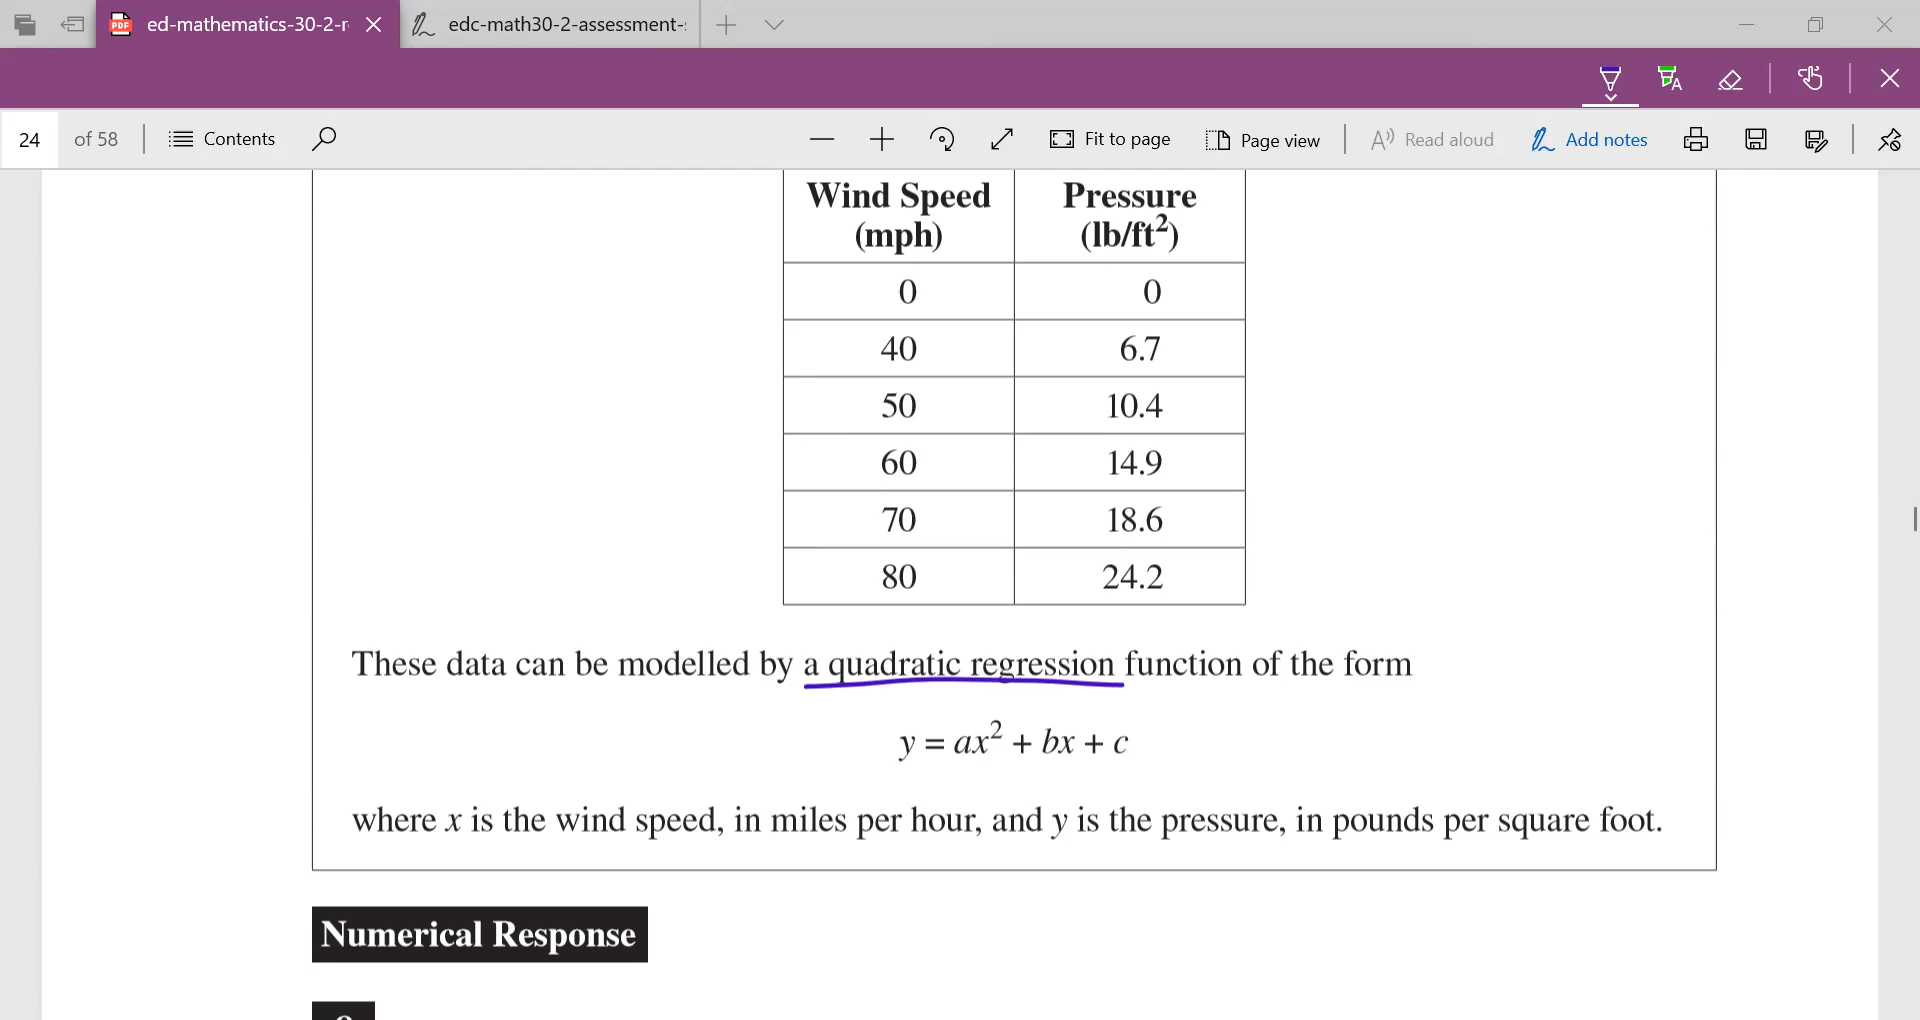 ed-mathematics-30-2-r
edc-math30-2-assessment-
24 of 58 Contents Fit to page Page view Read aloud Add notes
Wind Speed (mph) Pressure (lb/ft²)
0 0
40 6.7
50 10.4
60 14.9
70 18.6
80 24.2
These data can be modelled by a quadratic regression function of the form
y = ax² + bx + c
where x is the wind speed, in miles per hour, and y is the pressure, in pounds per square foot.
Numerical Response